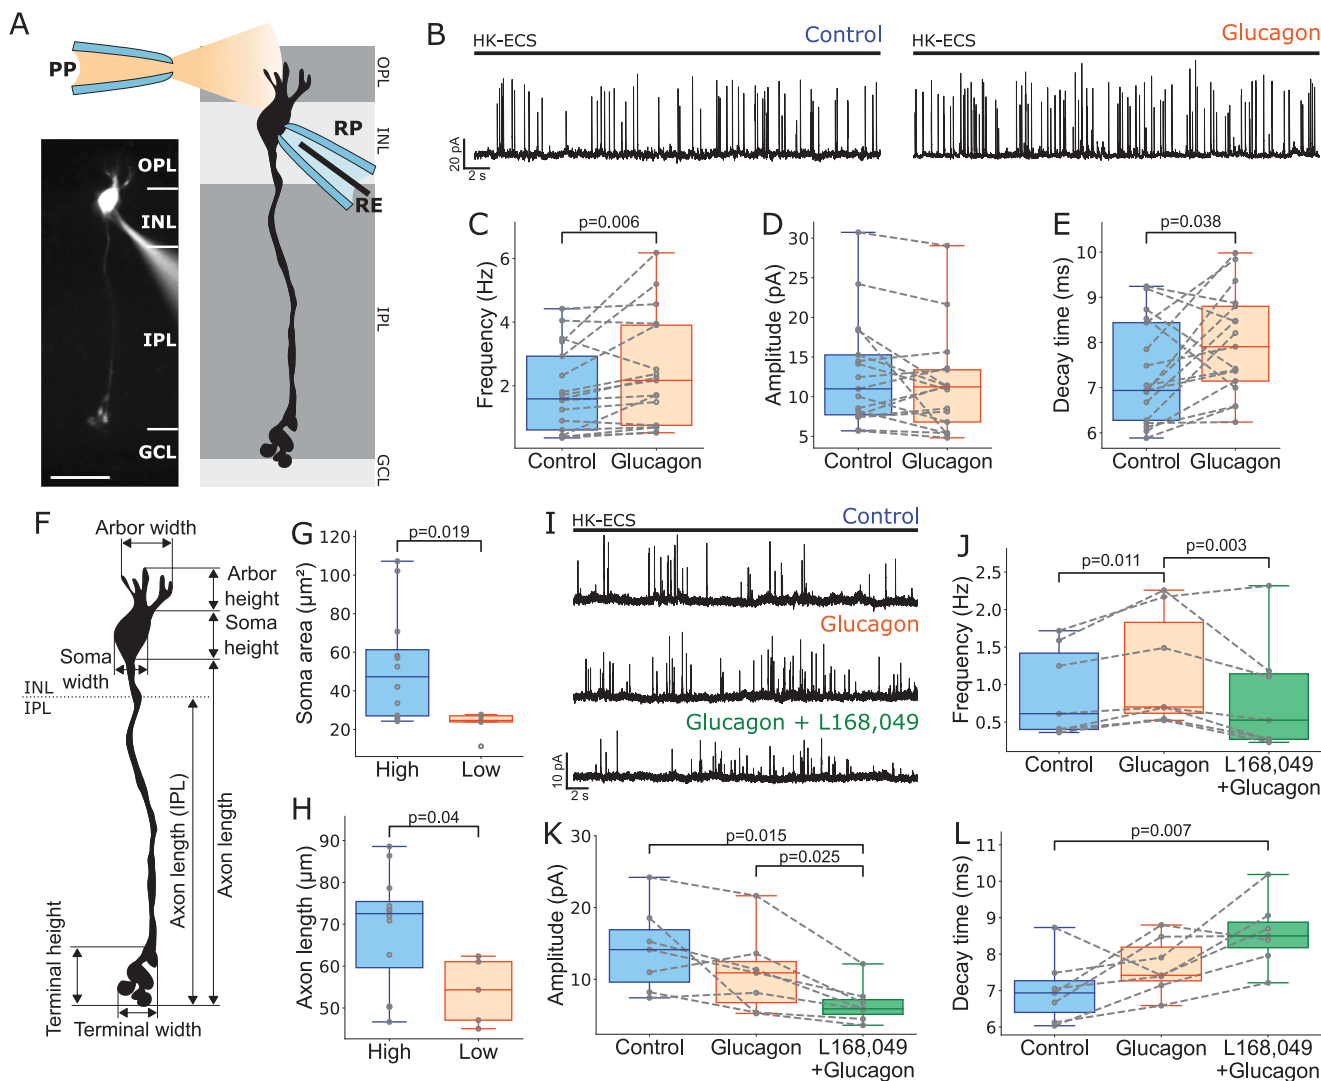 A
PP
OPL
INL
RP
RE
IPL
GCL
OPL
INL
IPL
GCL
B
HK-ECS
Control
HK-ECS
Glucagon
20 pA
2 s
C
p=0.006
Frequency (Hz)
6
4
2
Control
Glucagon
D
Amplitude (pA)
30
25
20
15
10
5
Control
Glucagon
E
p=0.038
Decay time (ms)
10
9
8
7
6
Control
Glucagon
F
Arbor width
Arbor
height
Soma
height
Soma
width
INL
IPL
Axon length (IPL)
Axon length
Terminal height
Terminal width
G
p=0.019
Soma area (µm²)
120
100
80
60
40
20
High
Low
H
p=0.04
Axon length (µm)
90
80
70
60
50
High
Low
I
HK-ECS
Control
Glucagon
Glucagon + L168,049
10 pA
2 s
J
p=0.011
p=0.003
Frequency (Hz)
2.5
2.0
1.5
1.0
0.5
Control
Glucagon
L168,049
+Glucagon
K
p=0.015
p=0.025
Amplitude (pA)
30
20
10
Control
Glucagon
L168,049
+Glucagon
L
p=0.007
Decay time (ms)
11
10
9
8
7
6
Control
Glucagon
L168,049
+Glucagon